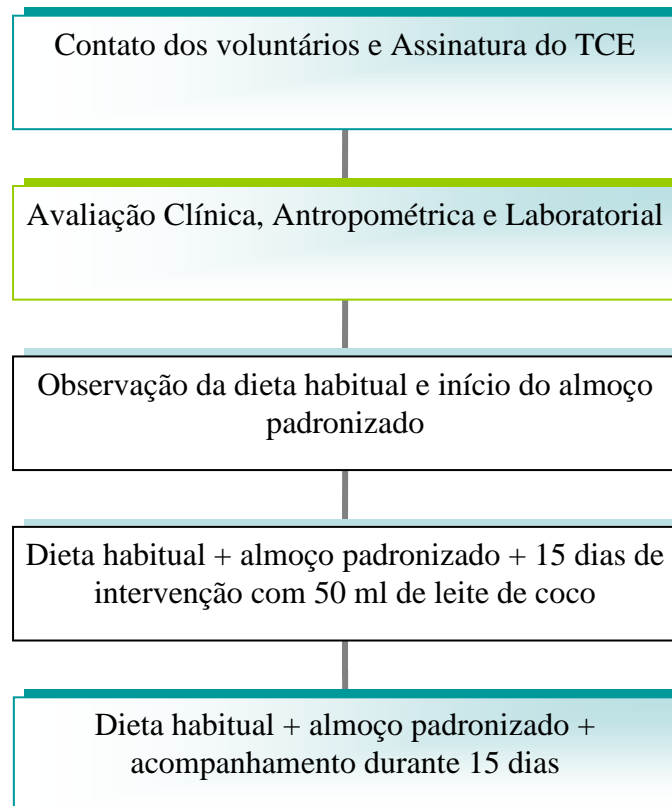 Contato dos voluntários e Assinatura do TCE
Avaliação Clínica, Antropométrica e Laboratorial
Observação da dieta habitual e início do almoço
padronizado
Dieta habitual + almoço padronizado + 15 dias de
intervenção com 50 ml de leite de coco
Dieta habitual + almoço padronizado +
acompanhamento durante 15 dias